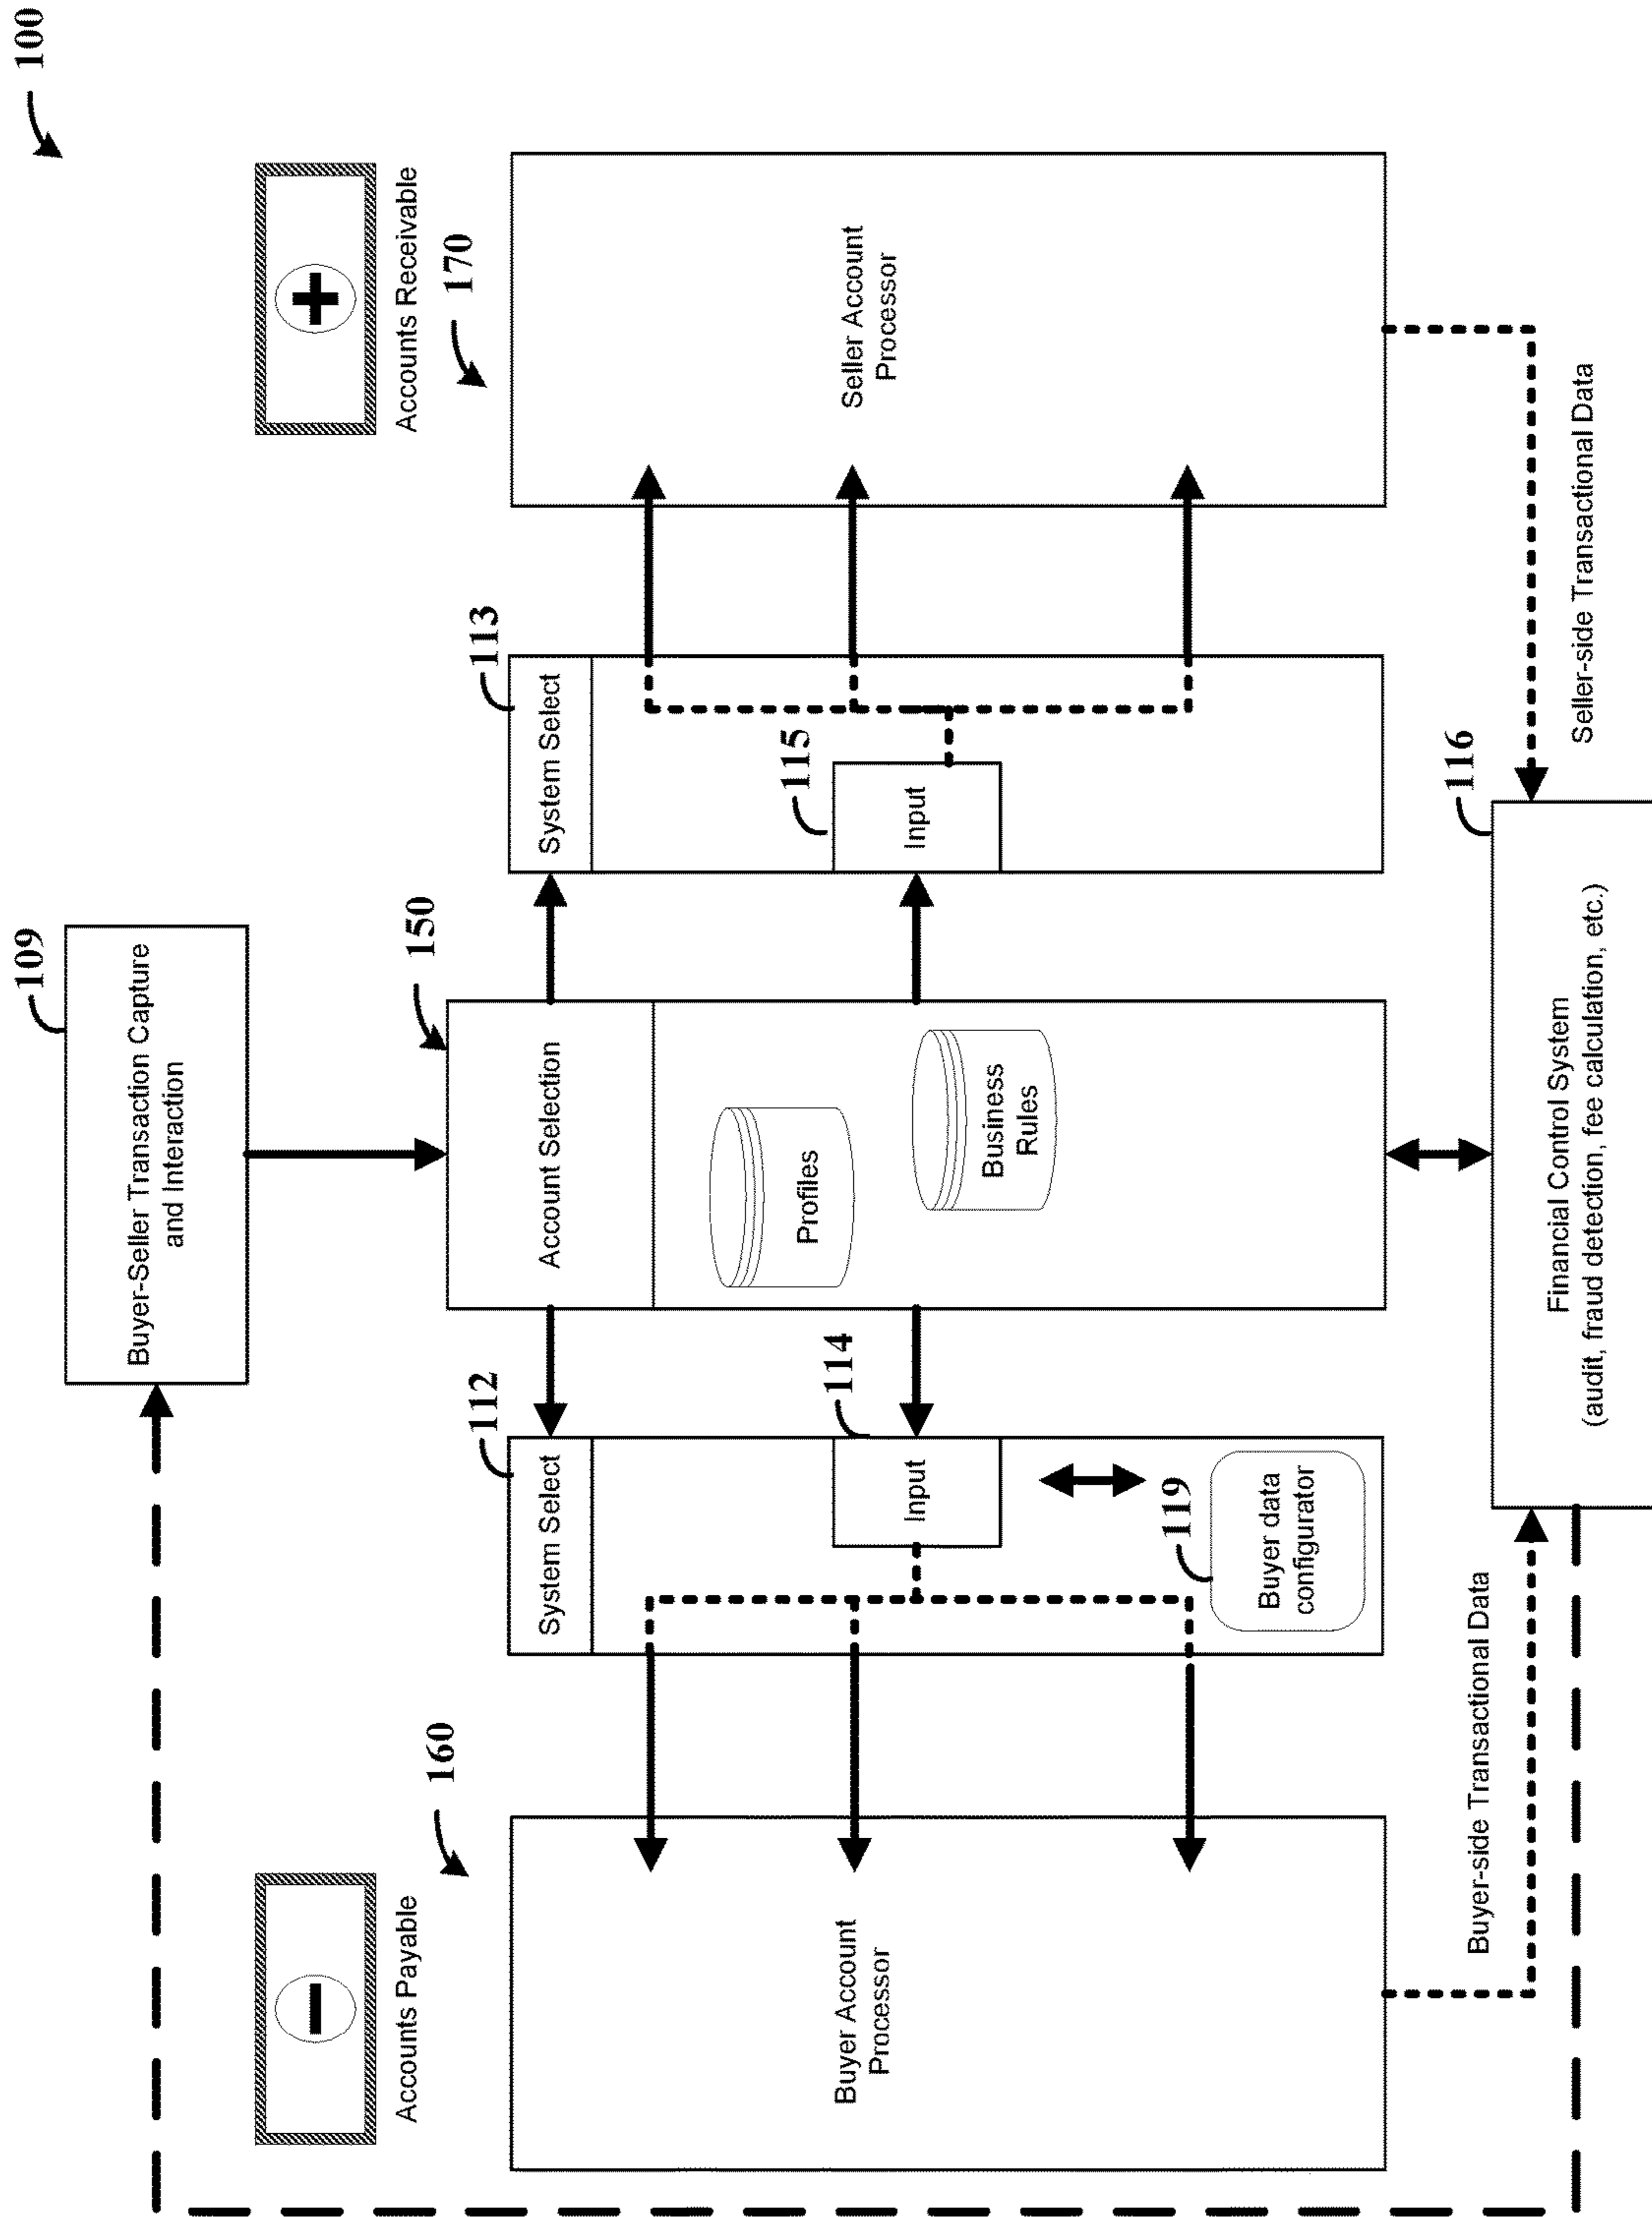 100
109
Buyer-Seller Transaction Capture
and Interaction
−
Accounts Payable
+
Accounts Receivable
160
Buyer Account
Processor
112
System Select
114
Input
119
Buyer data
configurator
150
Account Selection
Profiles
Business
Rules
113
System Select
115
Input
170
Seller Account
Processor
Buyer-side Transactional Data
116
Financial Control System
(audit, fraud detection, fee calculation, etc.)
Seller-side Transactional Data